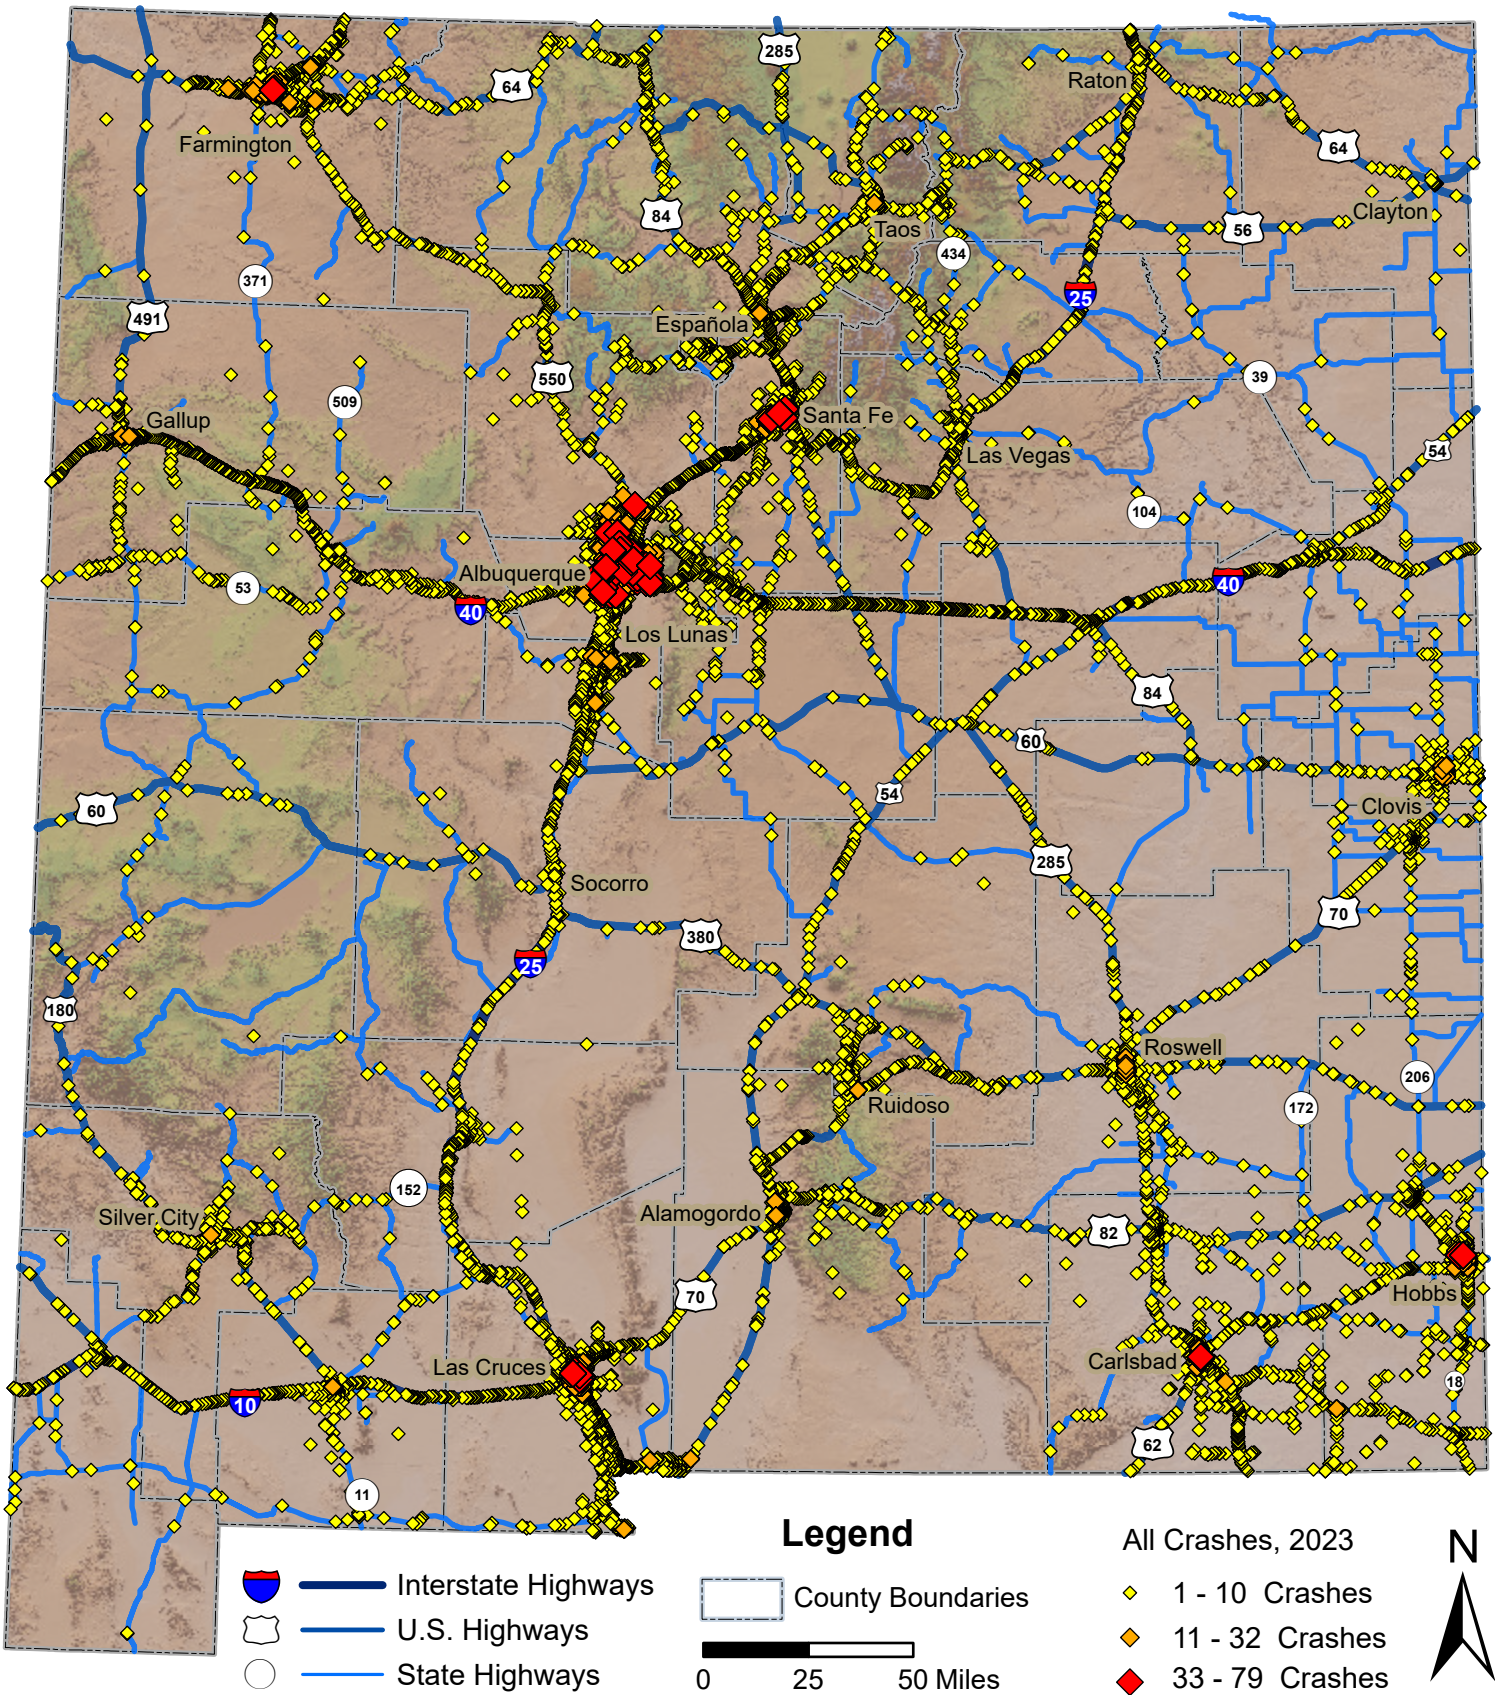 285
64
Raton
Farmington
64
84
Clayton
Taos
56
434
371
25
491
Española
550
39
509
Santa Fe
Gallup
54
Las Vegas
104
Albuquerque
40
53
40
Los Lunas
84
60
54
60
Clovis
285
Socorro
70
380
25
180
Roswell
206
Ruidoso
172
152
Silver City
Alamogordo
82
70
Hobbs
Las Cruces
Carlsbad
18
10
62
11
Legend
All Crashes, 2023
N
Interstate Highways
County Boundaries
1 - 10 Crashes
U.S. Highways
11 - 32 Crashes
State Highways
0 25 50 Miles
33 - 79 Crashes